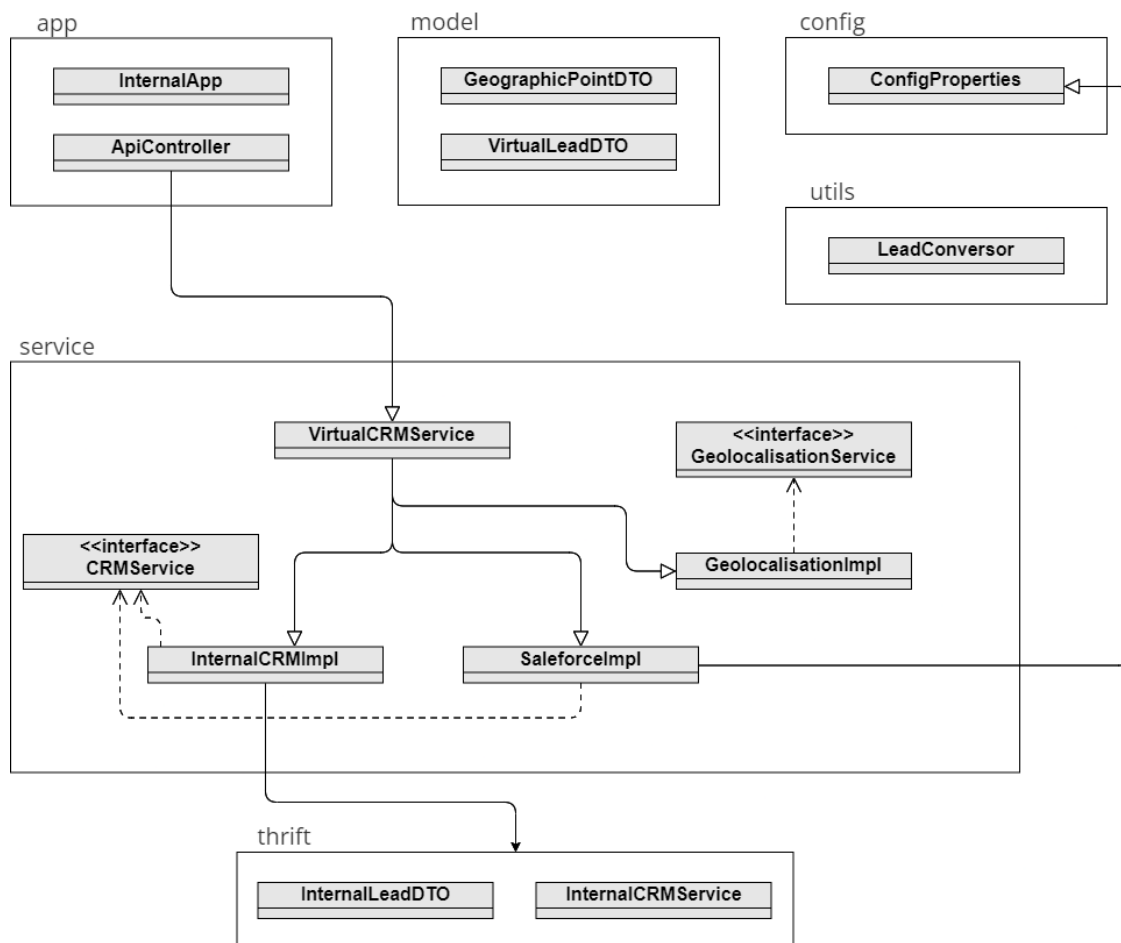 app
model
config
InternalApp
GeographicPointDTO
ConfigProperties
ApiController
VirtualLeadDTO
utils
LeadConversor
service
VirtualCRMService
<<interface>>
GeolocalisationService
<<interface>>
CRMService
GeolocalisationImpl
InternalCRMImpl
SaleforceImpl
thrift
InternalLeadDTO
InternalCRMService